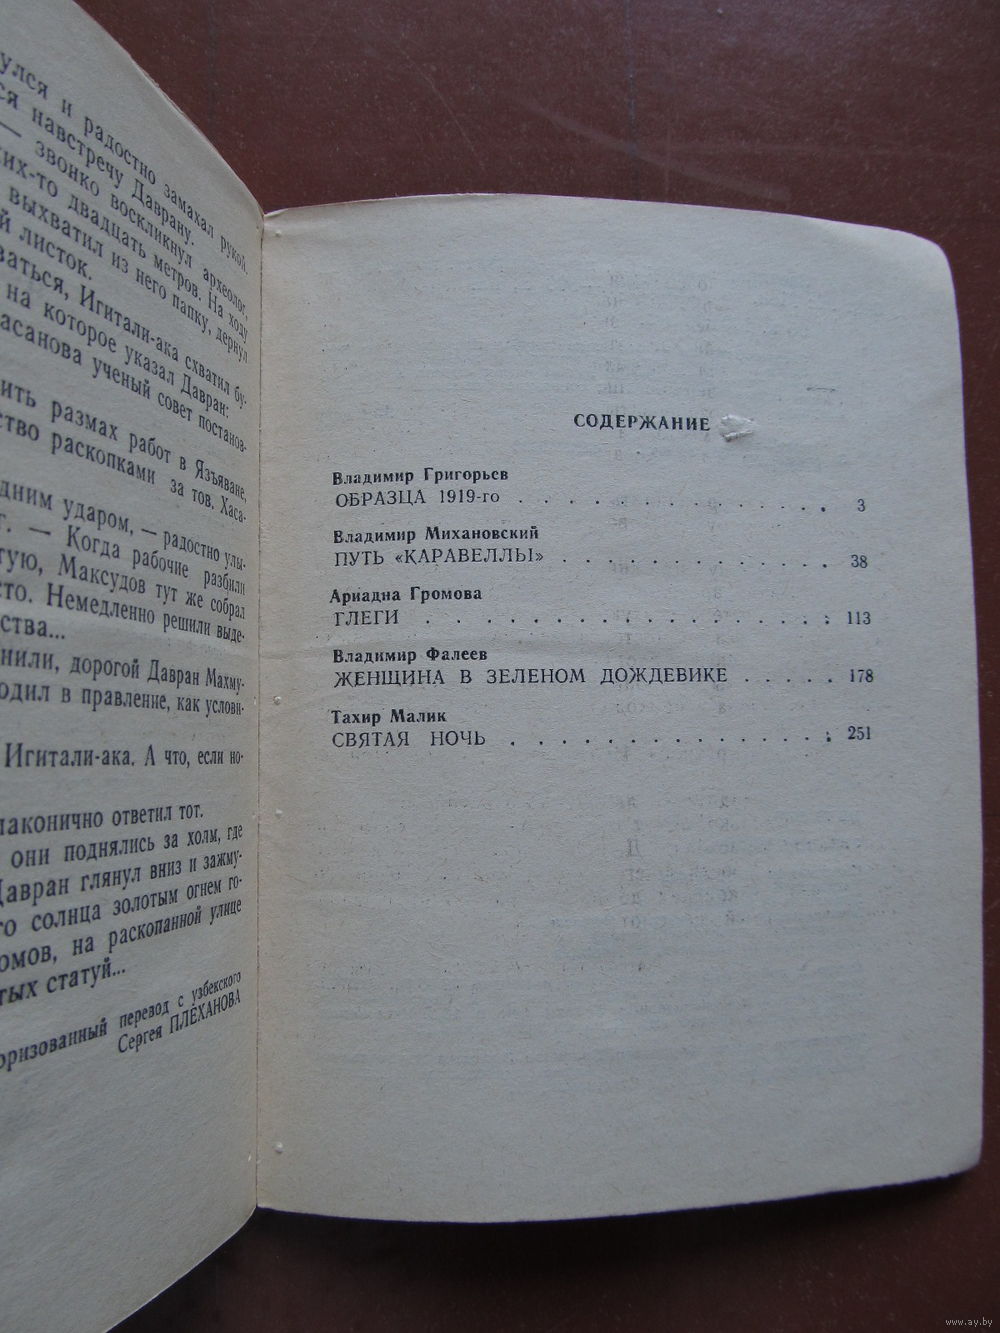 улся и радостно замахал рукой.
ся навстречу Даврану.
— звонко воскликнул археолог,
их-то двадцать метров. На ходу
выхватил из него папку, дернул
й листок.
ваться, Игитали-ака схватил бу-
на которое указал Давран:
асанова ученый совет постанов-
ить размах работ в Язъяване,
ство раскопками за тов. Хаса-
дним ударом, — радостно улы-
т. — Когда рабочие разбили
тую, Максудов тут же собрал
сто. Немедленно решили выде-
ства...
нили, дорогой Давран Махму-
одил в правление, как услови-
Игитали-ака. А что, если но-
лаконично ответил тот.
они поднялись за холм, где
Давран глянул вниз и зажму-
го солнца золотым огнем го-
омов, на раскопанной улице
тых статуй...
оризованный перевод с узбекского
Сергея ПЛЕХАНОВА
СОДЕРЖАНИЕ
Владимир Григорьев
ОБРАЗЦА 1919-го . . . . . . . . . . . . . 3
Владимир Михановский
ПУТЬ «КАРАВЕЛЛЫ» . . . . . . . . . . . 38
Ариадна Громова
ГЛЕГИ . . . . . . . . . . . . . . . . . 113
Владимир Фалеев
ЖЕНЩИНА В ЗЕЛЕНОМ ДОЖДЕВИКЕ . . . . . 178
Тахир Малик
СВЯТАЯ НОЧЬ . . . . . . . . . . . . . . 251
www.ay.by